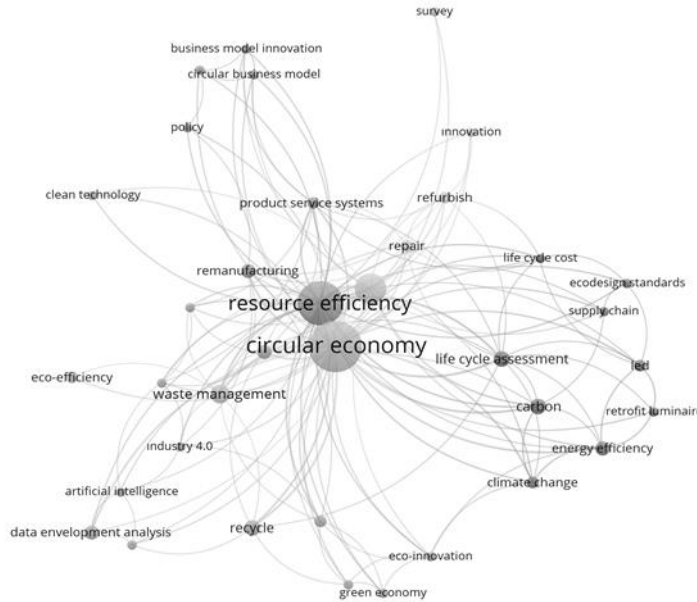 survey
business model innovation
circular business model
policy
innovation
clean technology
product service systems
refurbish
repair
remanufacturing
life cycle cost
ecodesign standards
resource efficiency
supply chain
circular economy
life cycle assessment
led
eco-efficiency
waste management
carbon
retrofit luminaire
industry 4.0
energy efficiency
climate change
artificial intelligence
data envelopment analysis
recycle
eco-innovation
green economy